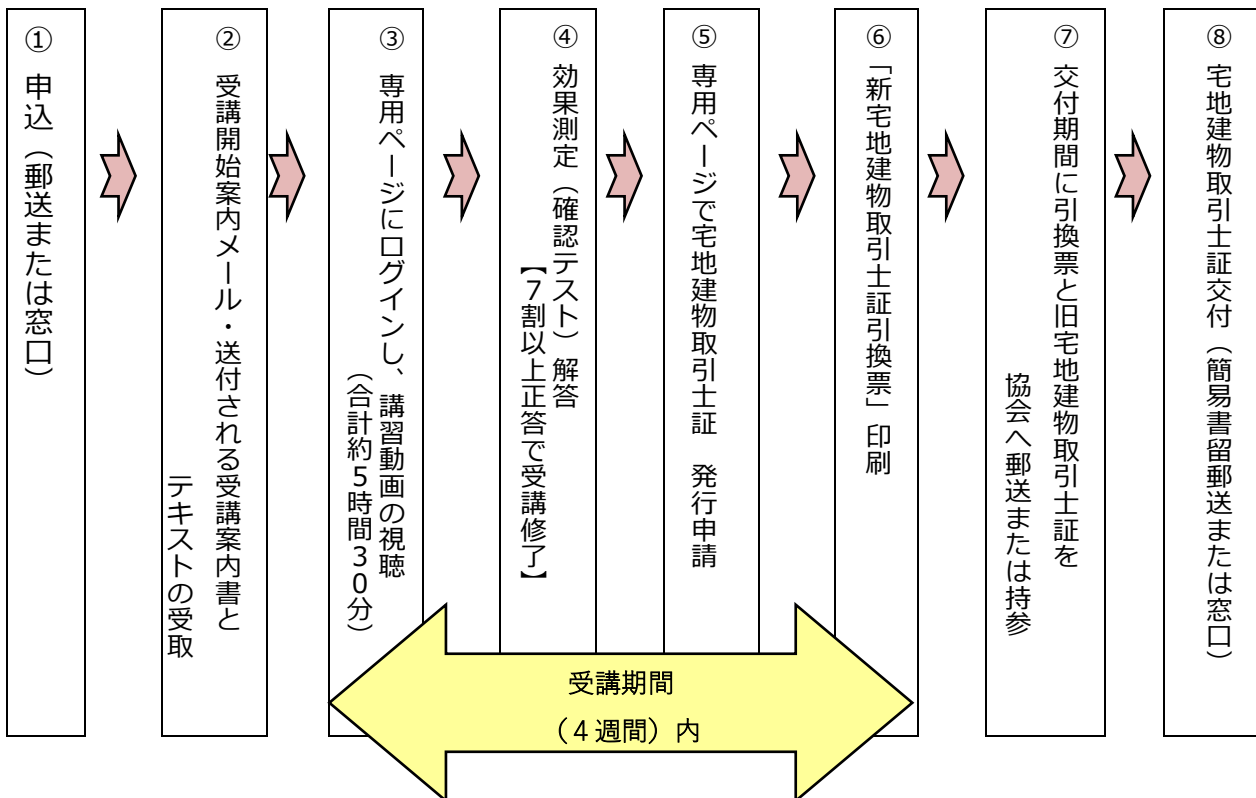 ① 申込（郵送または窓口）
② 受講開始案内メール・送付される受講案内書と
テキストの受取
③ 専用ページにログインし、講習動画の視聴
（合計約５時間３０分）
④ 効果測定（確認テスト）解答
【７割以上正答で受講修了】
⑤ 専用ページで宅地建物取引士証　発行申請
⑥ 「新宅地建物取引士証引換票」印刷
⑦ 交付期間に引換票と旧宅地建物取引士証を
協会へ郵送または持参
⑧ 宅地建物取引士証交付（簡易書留郵送または窓口）
受講期間
（４週間）内